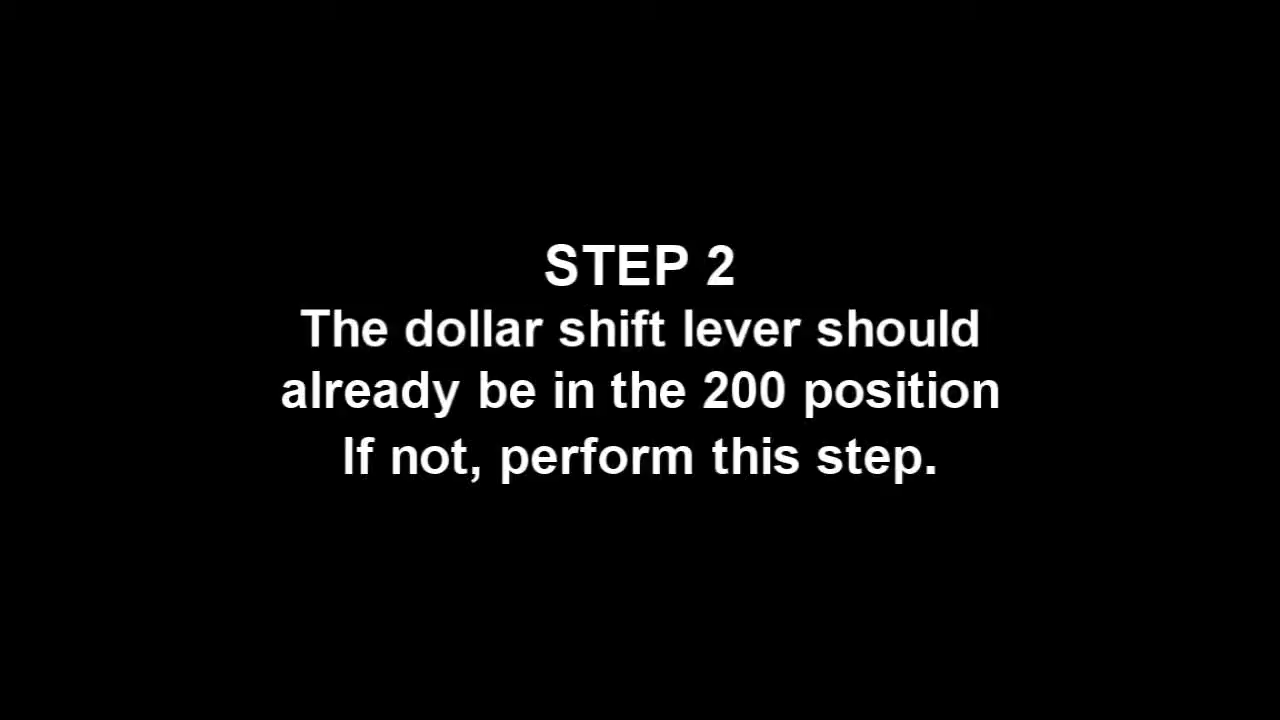 STEP 2
The dollar shift lever should
already be in the 200 position
If not, perform this step.